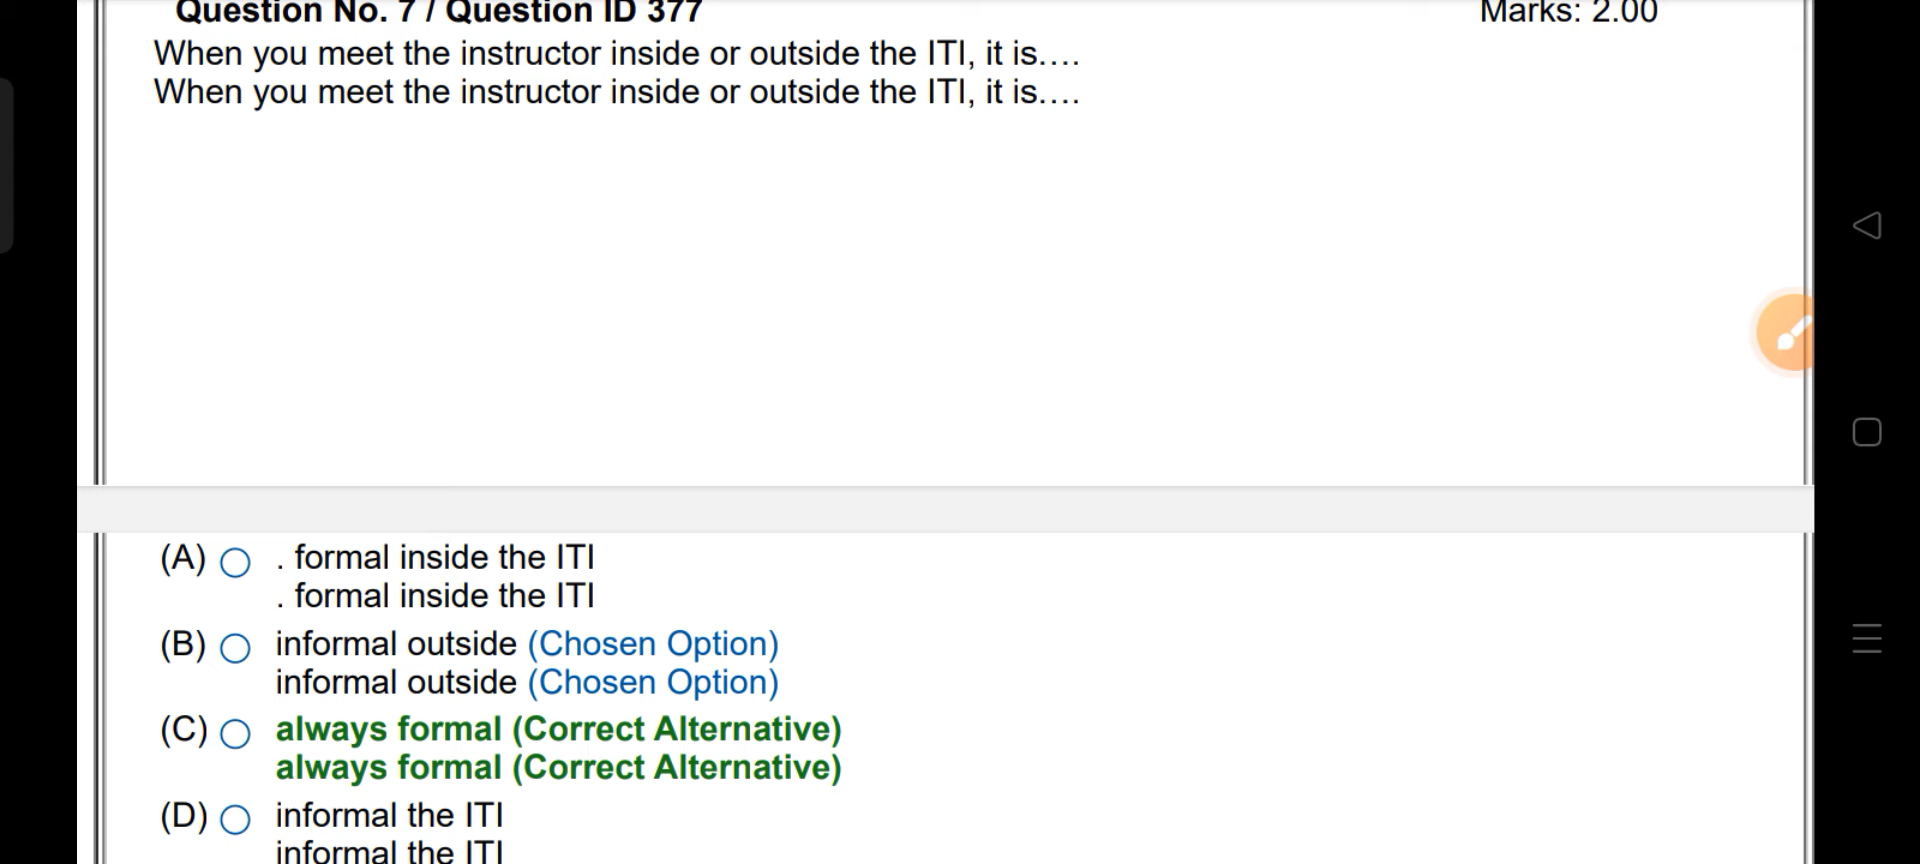 Question No. 7 / Question ID 377 Marks: 2.00
When you meet the instructor inside or outside the ITI, it is....
When you meet the instructor inside or outside the ITI, it is....
(A) . formal inside the ITI
. formal inside the ITI
(B) informal outside (Chosen Option)
informal outside (Chosen Option)
(C) always formal (Correct Alternative)
always formal (Correct Alternative)
(D) informal the ITI
informal the ITI